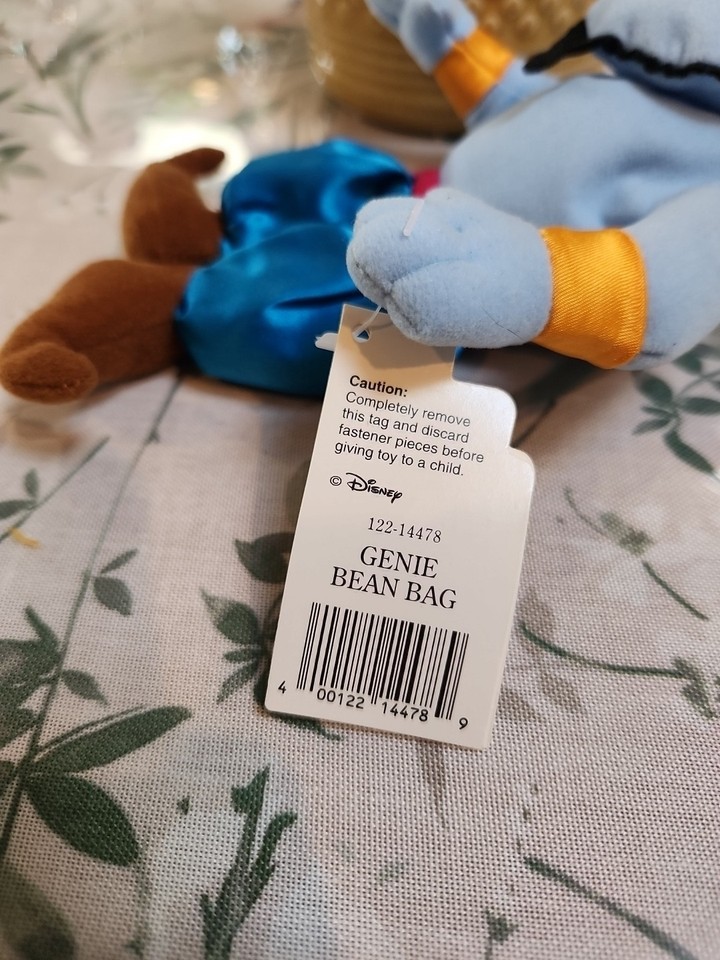 Caution:
Completely remove
this tag and discard
fastener pieces before
giving toy to a child.
© Disney
122-14478
GENIE
BEAN BAG
4 00122 14478 9